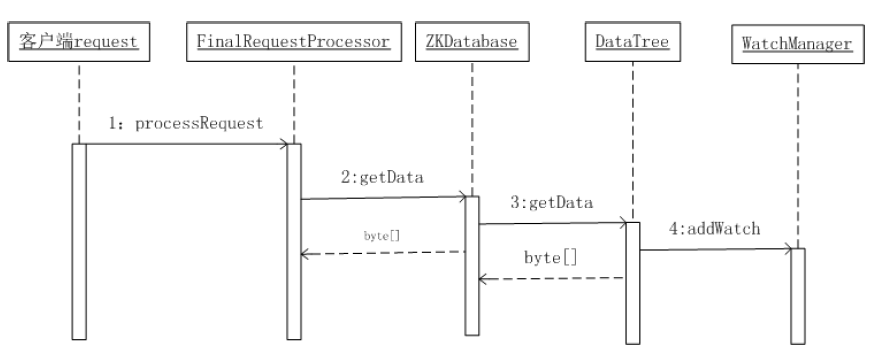 客户端request
FinalRequestProcessor
ZKDatabase
DataTree
WatchManager
1: processRequest
2:getData
3:getData
4:addWatch
byte[]
byte[]